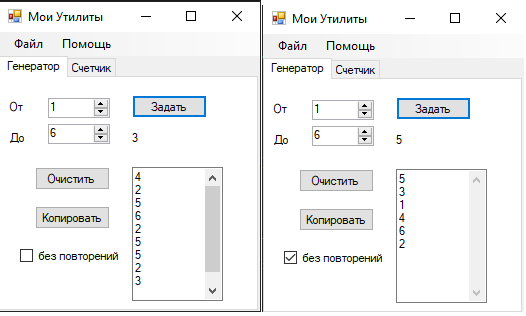 Мои Утилиты
Файл Помощь
Генератор Счетчик
От 1 Задать
До 6 3
Очистить
Копировать
без повторений
4
2
5
6
2
5
5
2
3
Мои Утилиты
Файл Помощь
Генератор Счетчик
От 1 Задать
До 6 5
Очистить
Копировать
без повторений
5
3
1
4
6
2